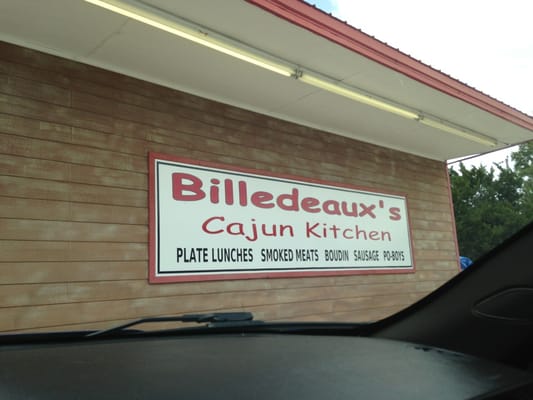 Billedeaux's
Cajun Kitchen
PLATE LUNCHES SMOKED MEATS BOUDIN SAUSAGE PO-BOYS